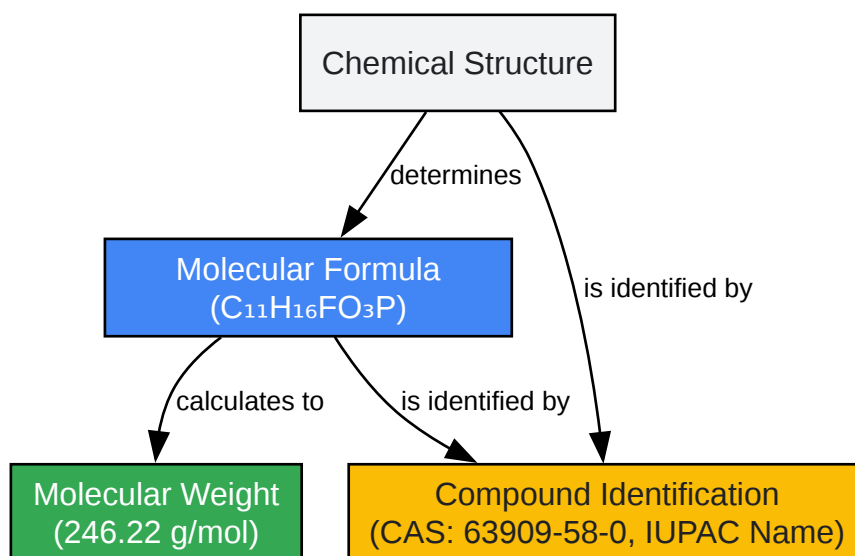 Chemical Structure
determines
Molecular Formula
(C₁₁H₁₆FO₃P)
is identified by
calculates to
is identified by
Molecular Weight
(246.22 g/mol)
Compound Identification
(CAS: 63909-58-0, IUPAC Name)